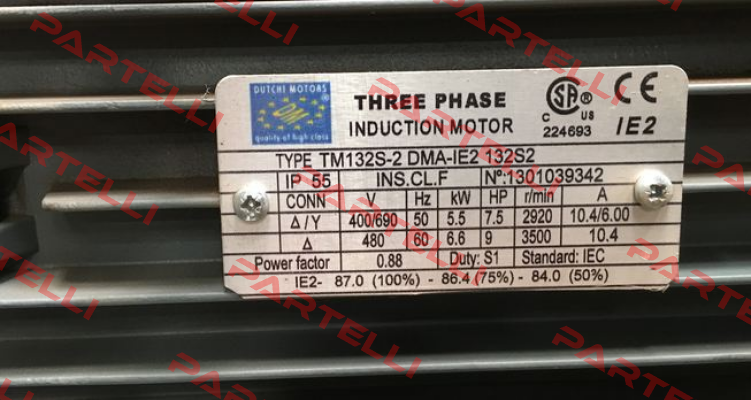 DUTCHI MOTORS
DM
quality of high class
THREE PHASE
INDUCTION MOTOR
SA ® CE
C US
224693 IE2
TYPE TM132S-2 DMA-IE2 132S2
IP 55 INS.CL.F Nº:1301039342
CONN V Hz kW HP r/min A
Δ/Y 400/690 50 5.5 7.5 2920 10.4/6.00
Δ 480 60 6.6 9 3500 10.4
Power factor 0.88 Duty: S1 Standard: IEC
IE2- 87.0 (100%) - 86.4 (75%) - 84.0 (50%)
PARTELLI
PARTELLI
PARTELLI
PARTELLI
PARTELLI
PARTELLI
PARTELLI